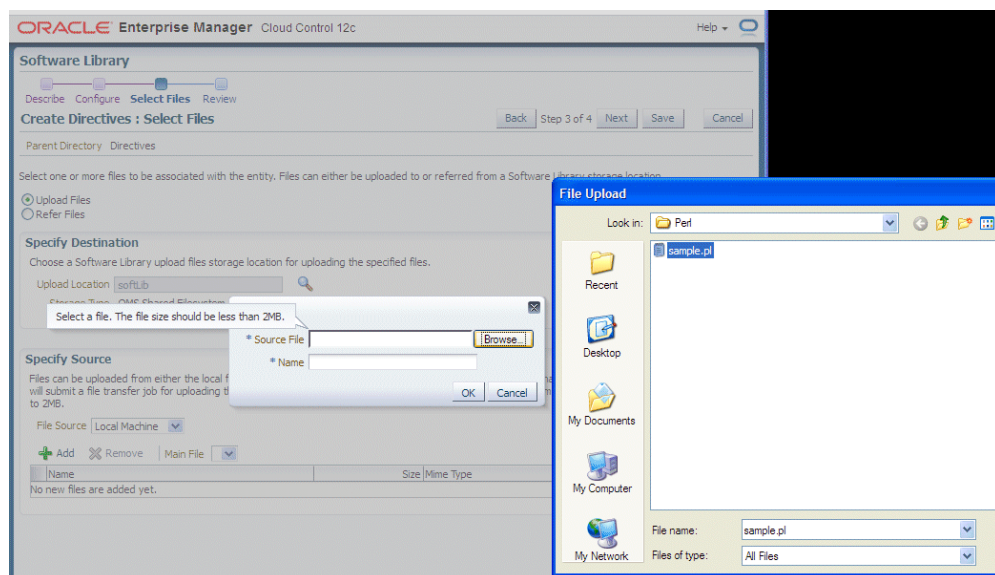 ORACLE Enterprise Manager Cloud Control 12c
Help
Software Library
Describe Configure Select Files Review
Create Directives : Select Files
Back Step 3 of 4 Next Save Cancel
Parent Directory Directives
Select one or more files to be associated with the entity. Files can either be uploaded to or referred from a Software Library storage location.
Upload Files
Refer Files
Specify Destination
Choose a Software Library upload files storage location for uploading the specified files.
Upload Location softLib
Storage Type OMS Shared Filesystem
Select a file. The file size should be less than 2MB.
* Source File Browse...
* Name
OK Cancel
Specify Source
Files can be uploaded from either the local
will submit a file transfer job for uploading
to 2MB.
File Source Local Machine
Add Remove Main File
Name Size Mime Type
No new files are added yet.
File Upload
Look in: Perl
sample.pl
Recent
Desktop
My Documents
My Computer
My Network
File name: sample.pl
Files of type: All Files